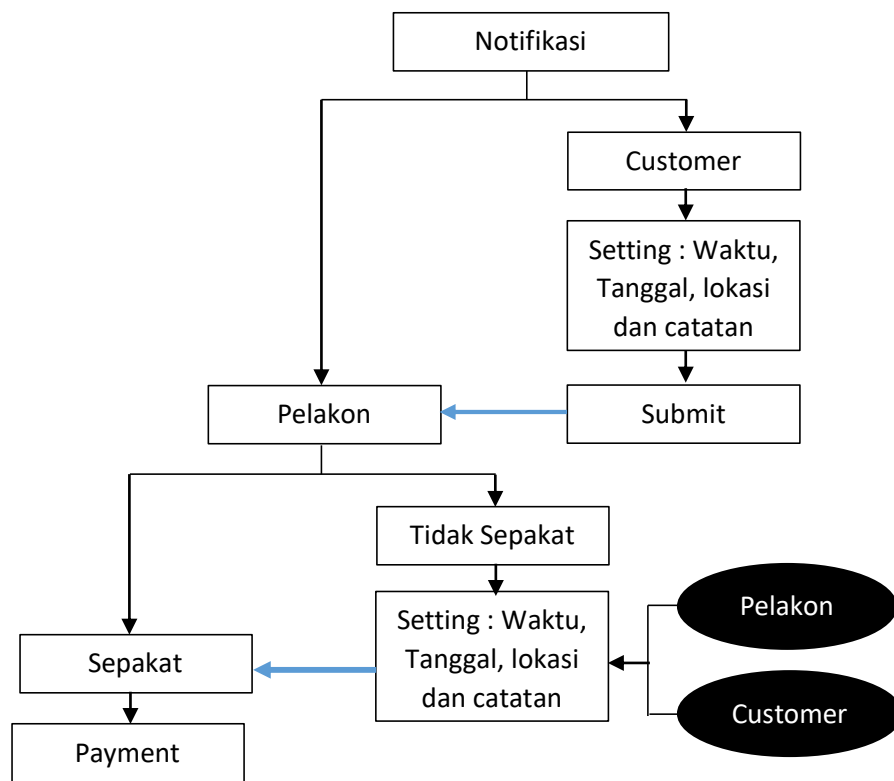 Notifikasi
Customer
Setting : Waktu,
Tanggal, lokasi
dan catatan
Pelakon
Submit
Tidak Sepakat
Setting : Waktu,
Tanggal, lokasi
dan catatan
Pelakon
Sepakat
Customer
Payment